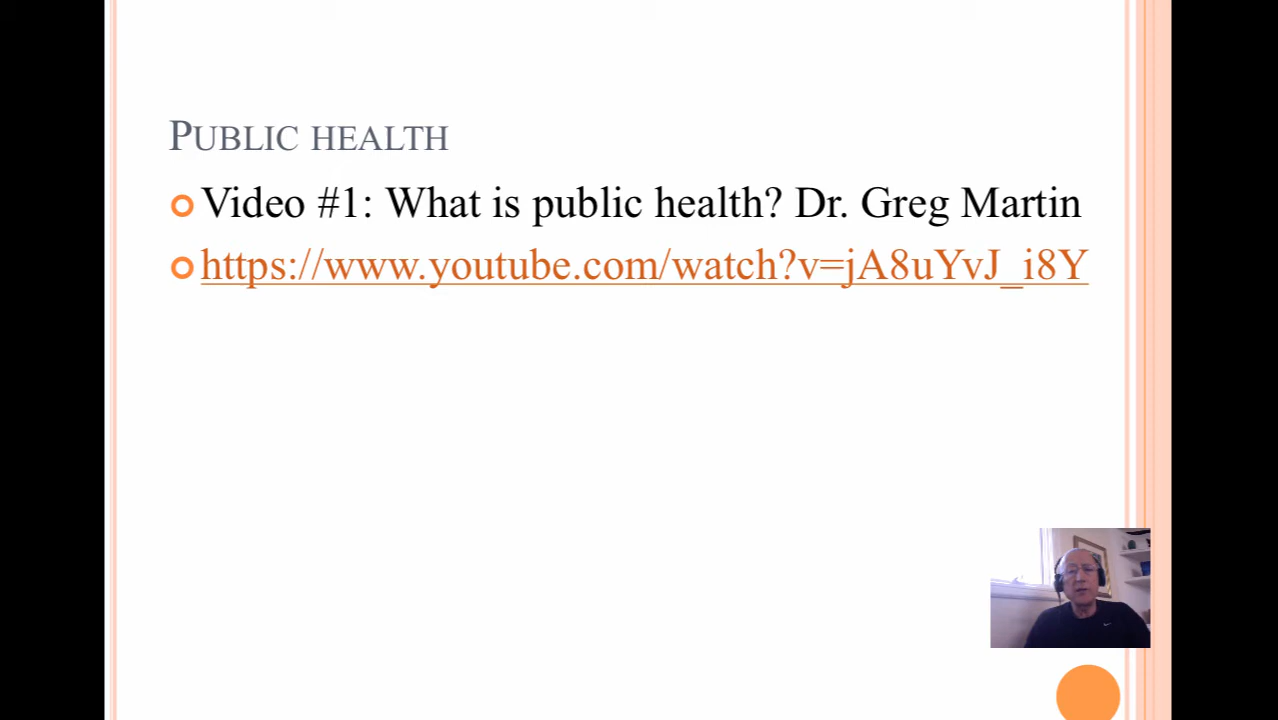 PUBLIC HEALTH
Video #1: What is public health? Dr. Greg Martin
https://www.youtube.com/watch?v=jA8uYvJ_i8Y